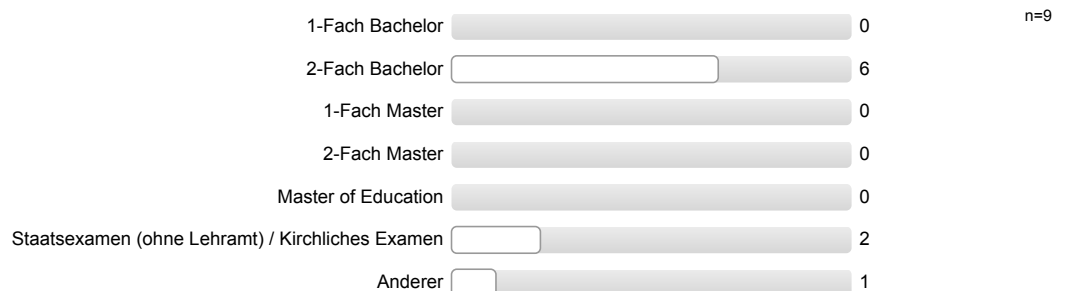 1-Fach Bachelor 0 n=9
2-Fach Bachelor 6
1-Fach Master 0
2-Fach Master 0
Master of Education 0
Staatsexamen (ohne Lehramt) / Kirchliches Examen 2
Anderer 1